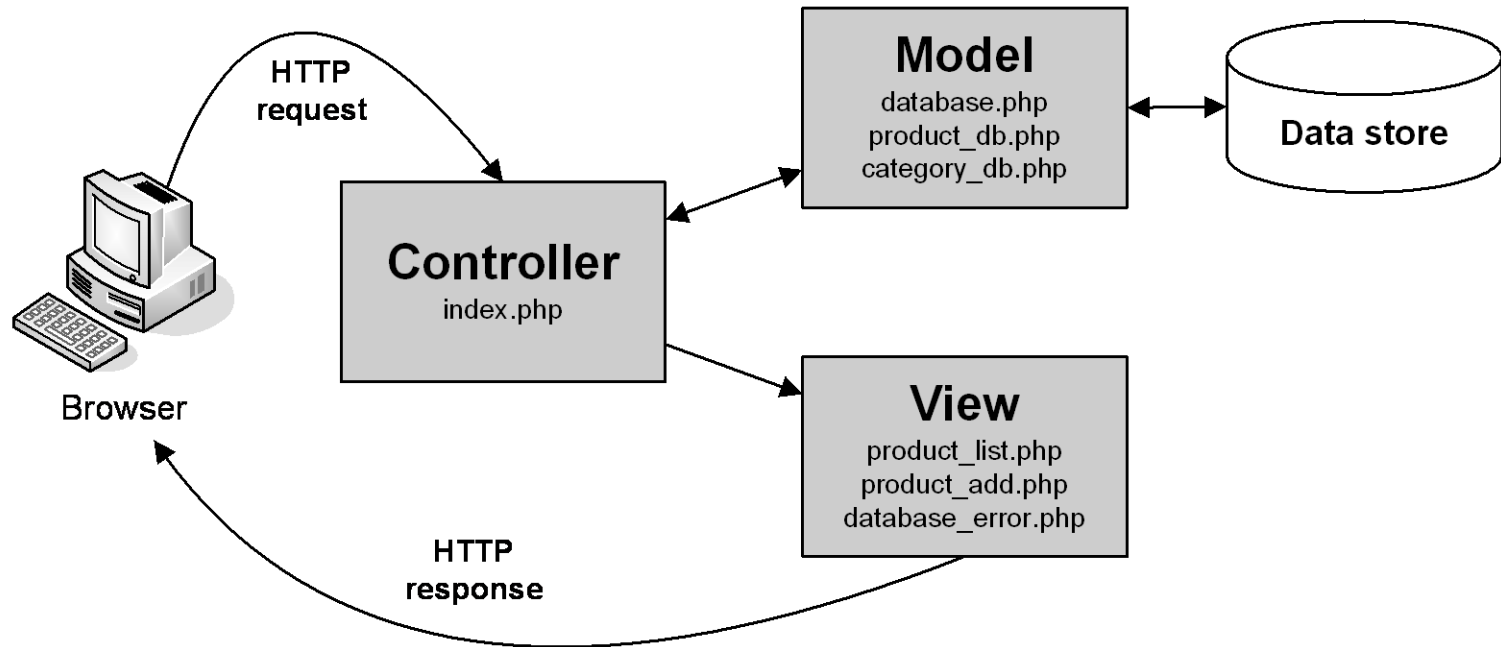 HTTP
request
Model
database.php
product_db.php
category_db.php
Data store
Controller
index.php
Browser
View
product_list.php
product_add.php
database_error.php
HTTP
response